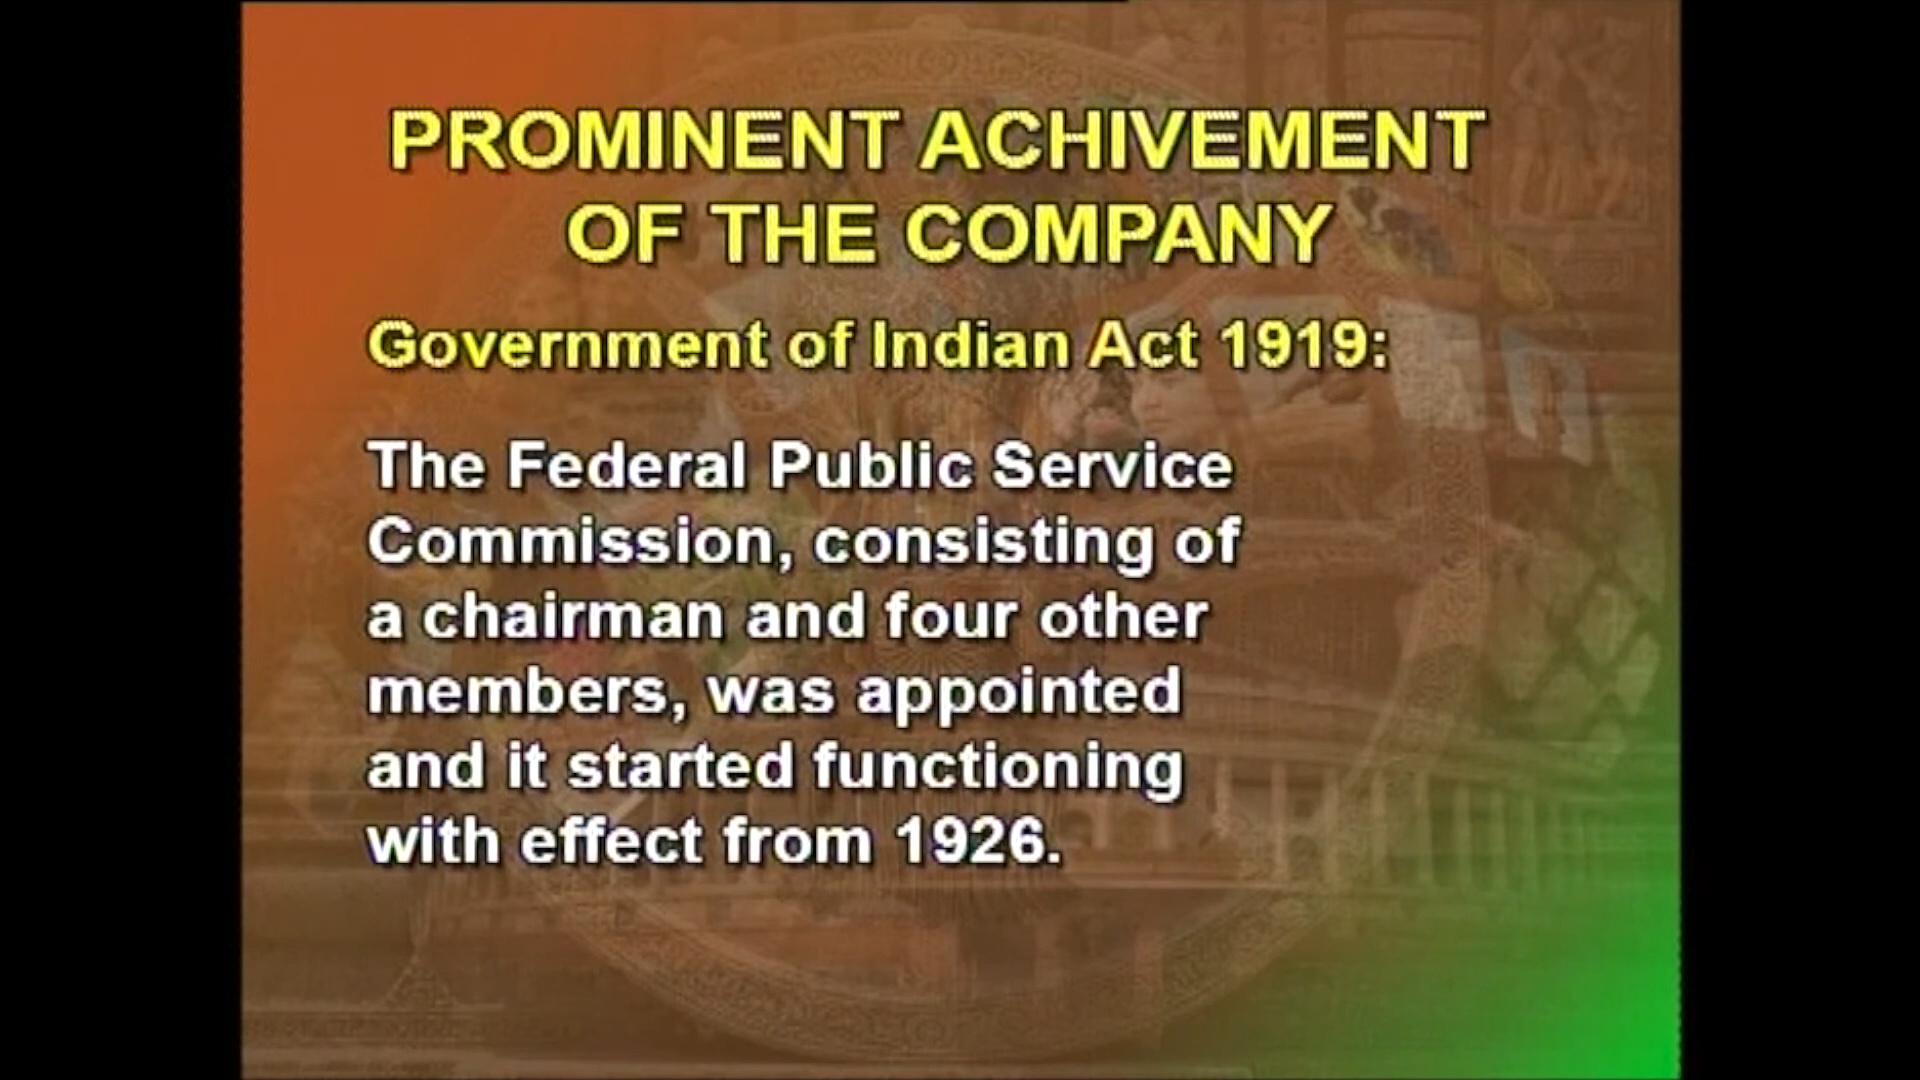 PROMINENT ACHIVEMENT
OF THE COMPANY
Government of Indian Act 1919:
The Federal Public Service
Commission, consisting of
a chairman and four other
members, was appointed
and it started functioning
with effect from 1926.